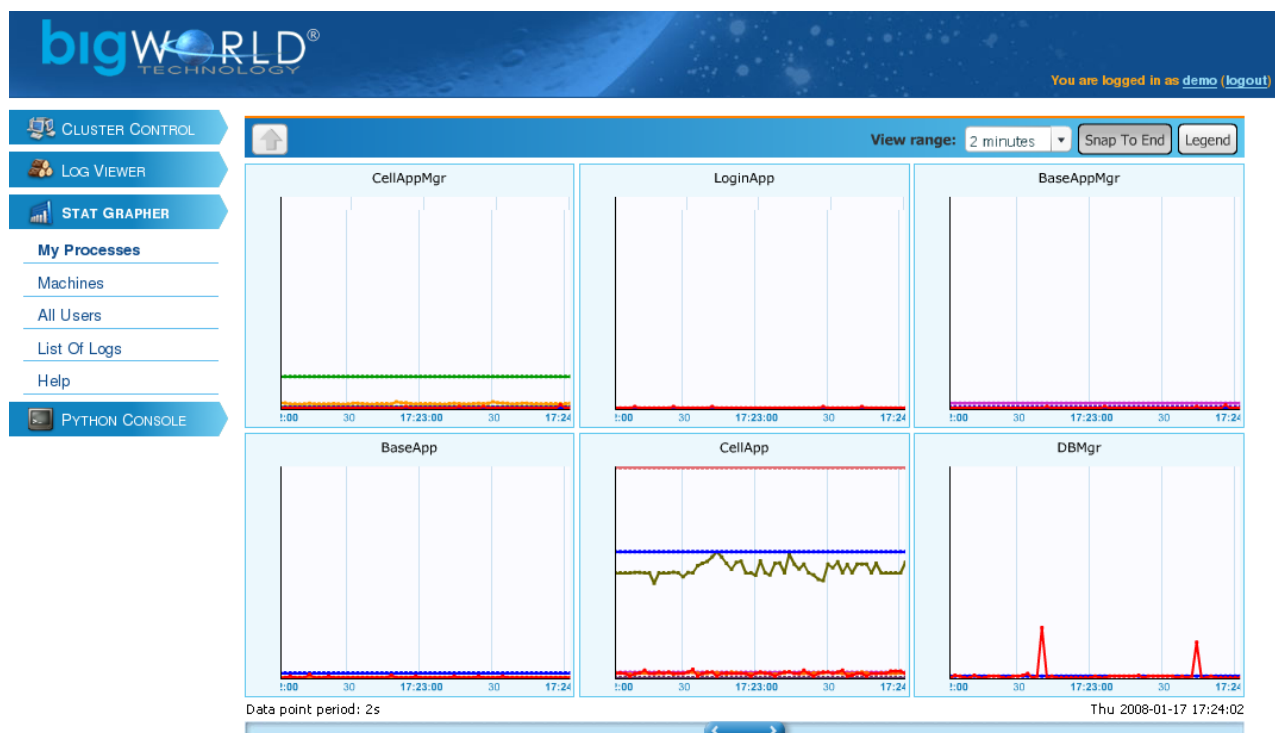 bigWORLD®
TECHNOLOGY
You are logged in as demo (logout)
CLUSTER CONTROL
LOG VIEWER
STAT GRAPHER
My Processes
Machines
All Users
List Of Logs
Help
PYTHON CONSOLE
View range: 2 minutes Snap To End Legend
CellAppMgr LoginApp BaseAppMgr
:00 30 17:23:00 30 17:24 :00 30 17:23:00 30 17:24 :00 30 17:23:00 30 17:24
BaseApp CellApp DBMgr
:00 30 17:23:00 30 17:24 :00 30 17:23:00 30 17:24 :00 30 17:23:00 30 17:24
Data point period: 2s Thu 2008-01-17 17:24:02